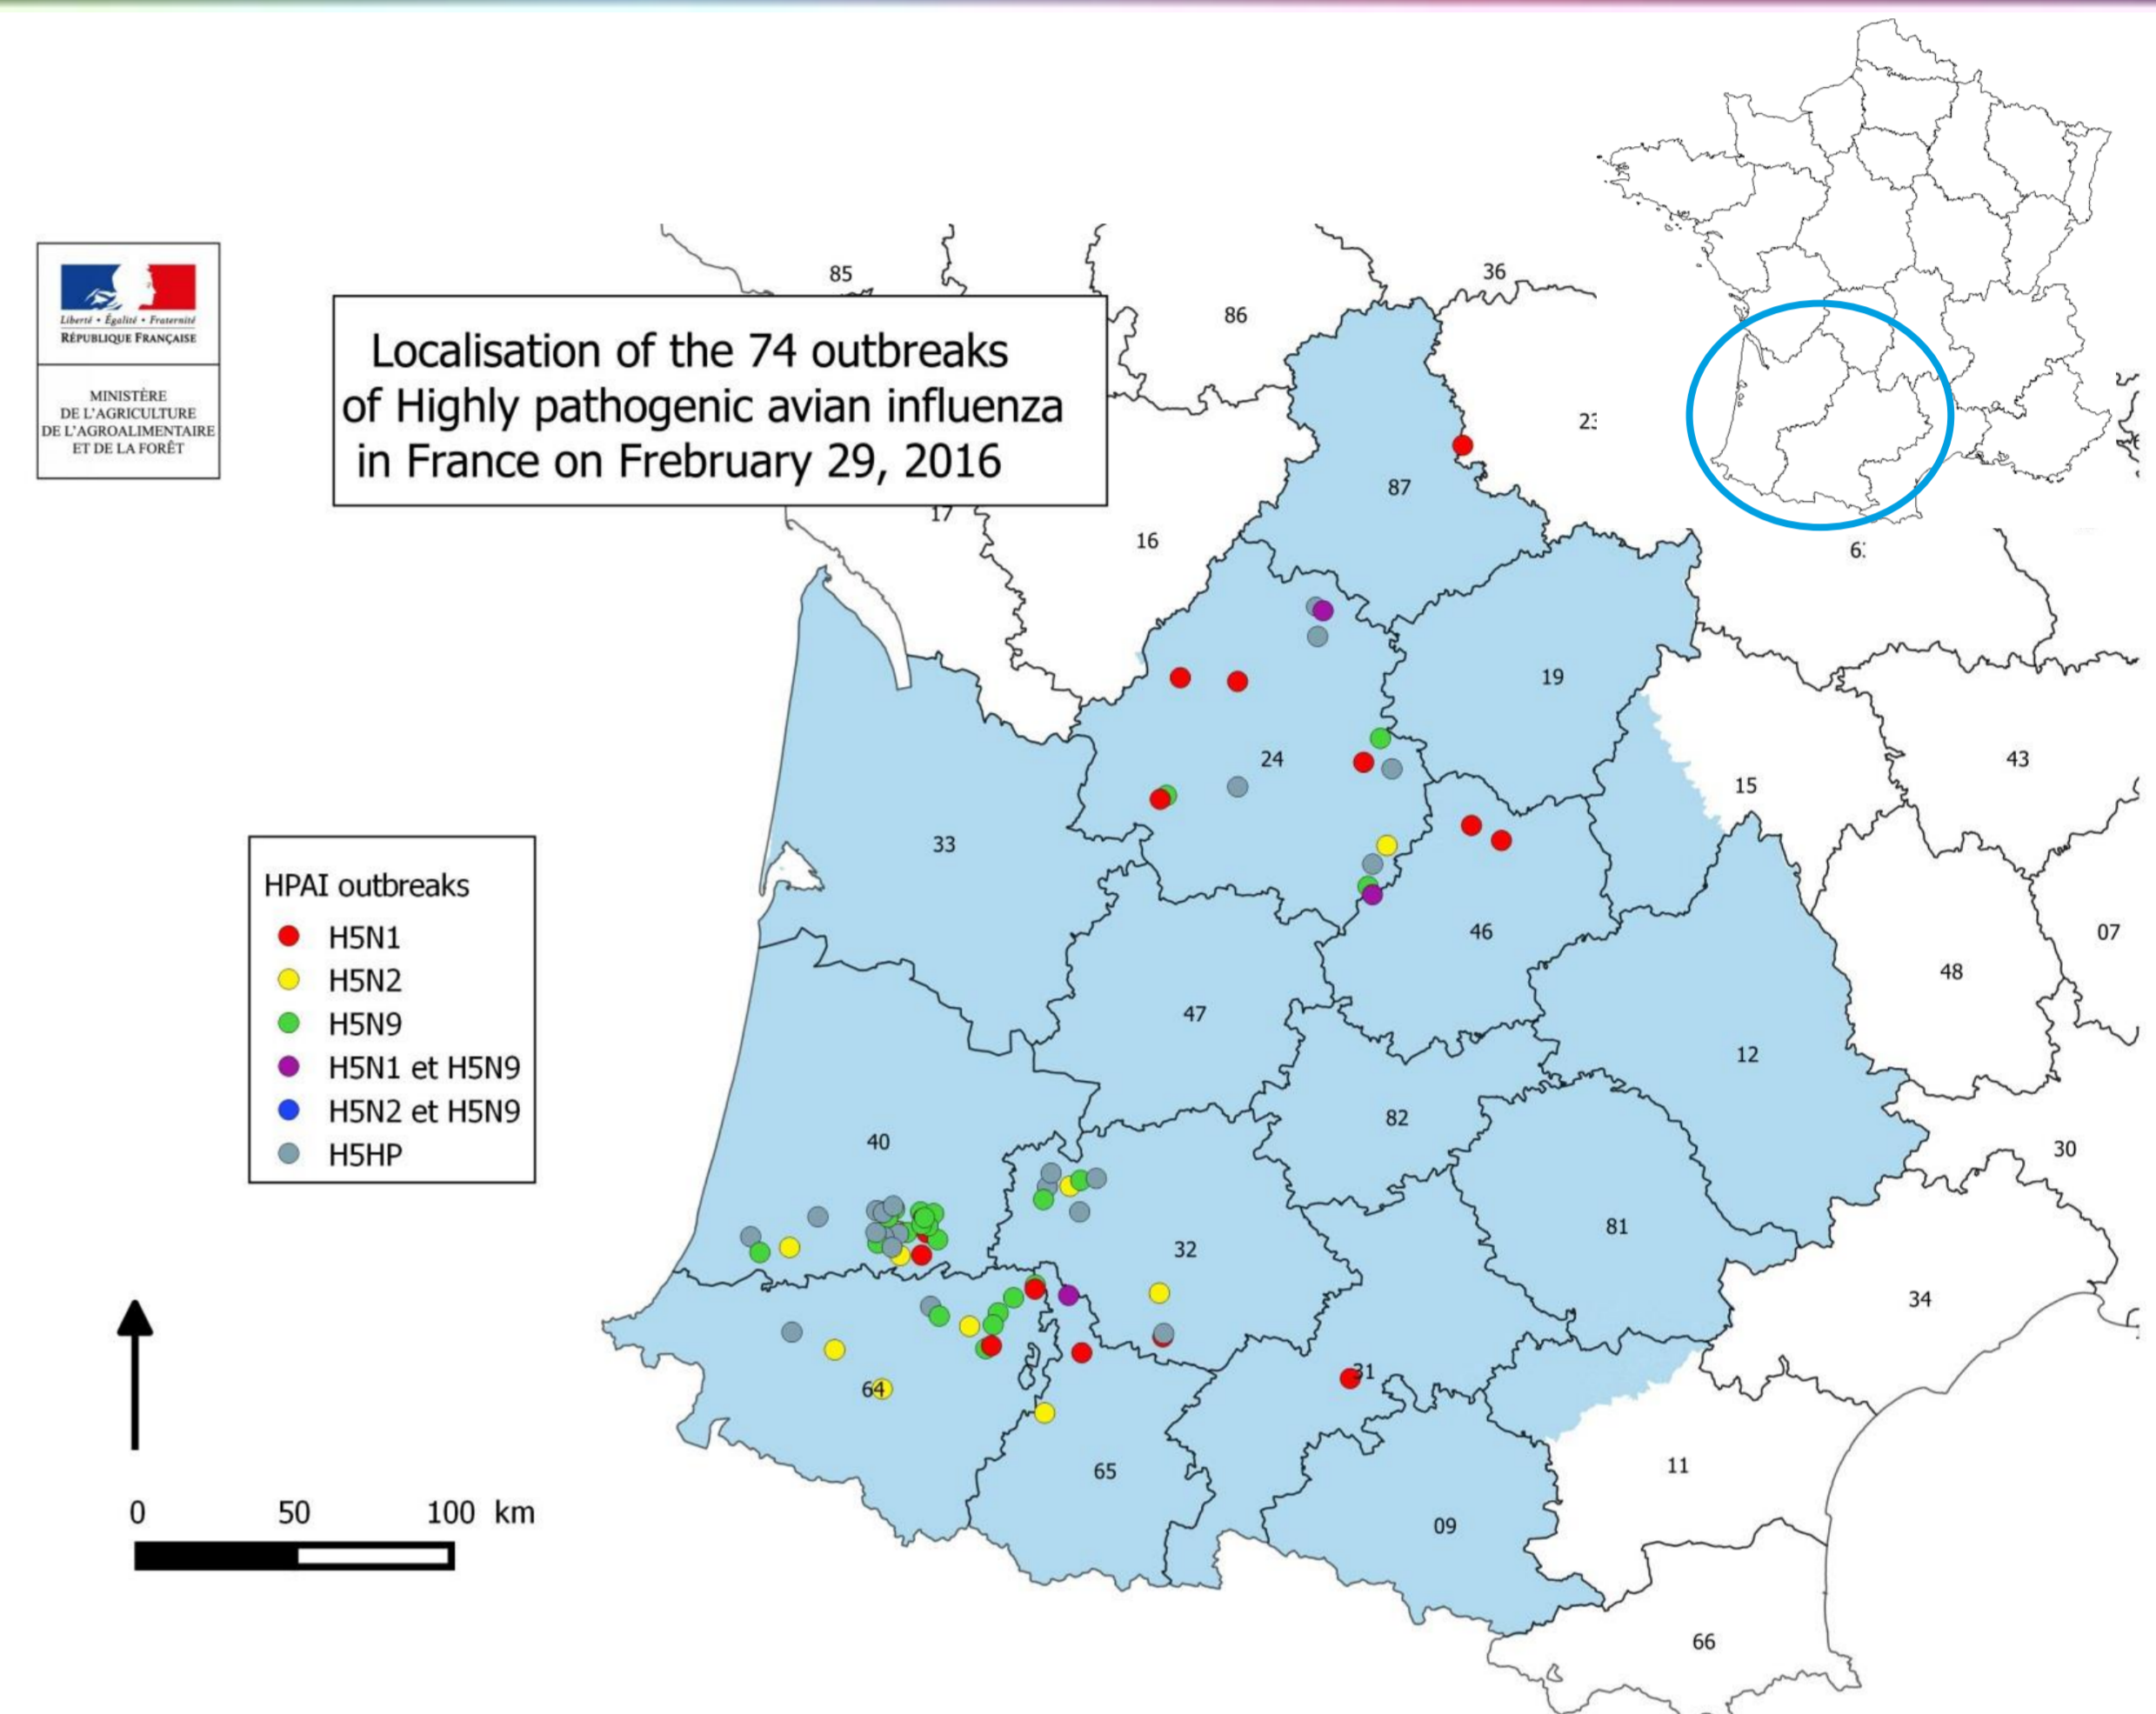 Liberté • Égalité • Fraternité
RÉPUBLIQUE FRANÇAISE
MINISTÈRE
DE L'AGRICULTURE
DE L'AGROALIMENTAIRE
ET DE LA FORÊT
Localisation of the 74 outbreaks
of Highly pathogenic avian influenza
in France on Frebruary 29, 2016
HPAI outbreaks
H5N1
H5N2
H5N9
H5N1 et H5N9
H5N2 et H5N9
H5HP
0 50 100 km
85
36
86
23
87
17
16
6
19
24
43
15
33
46
07
48
47
12
82
40
30
81
32
34
31
64
11
65
09
66